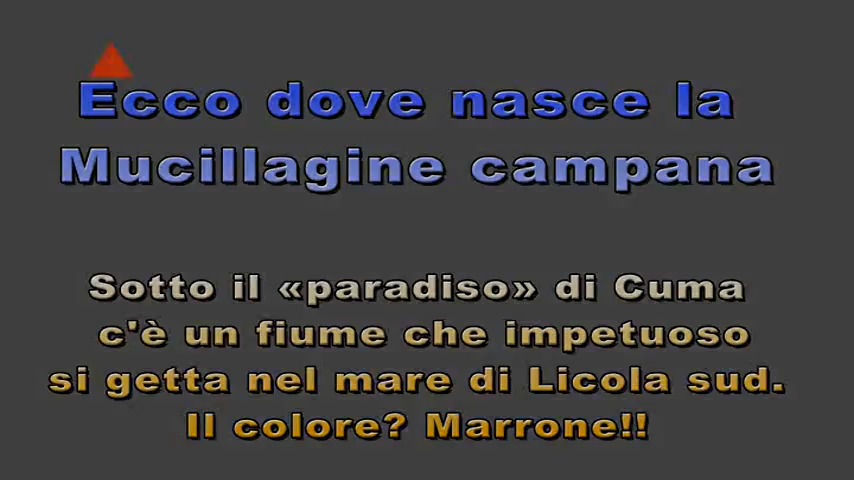 Ecco dove nasce la
Mucillagine campana
Sotto il «paradiso» di Cuma
c'è un fiume che impetuoso
si getta nel mare di Licola sud.
Il colore? Marrone!!